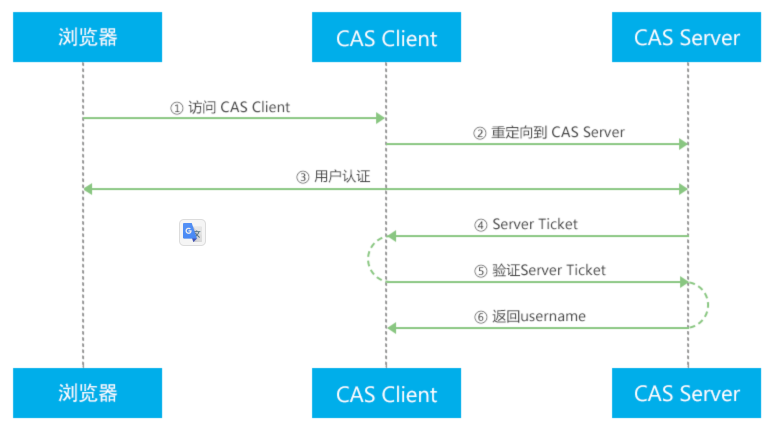 浏览器
CAS Client
CAS Server
① 访问 CAS Client
② 重定向到 CAS Server
③ 用户认证
④ Server Ticket
⑤ 验证Server Ticket
⑥ 返回username
浏览器
CAS Client
CAS Server